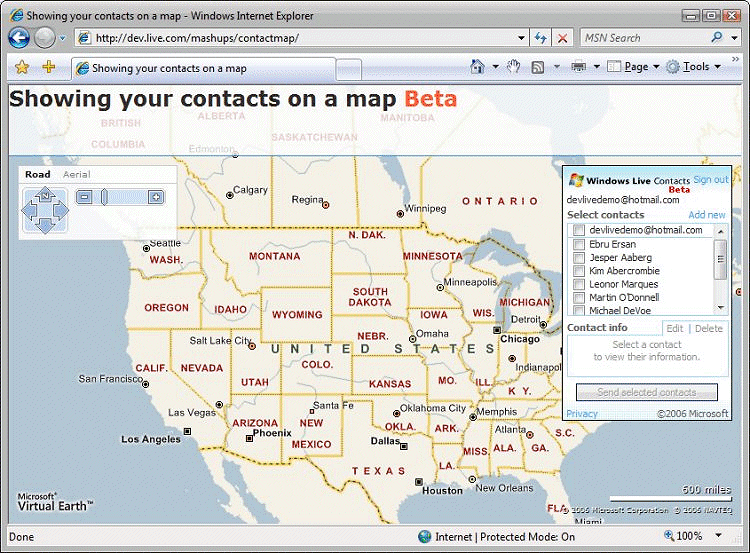 Showing your contacts on a map - Windows Internet Explorer
http://dev.live.com/mashups/contactmap/
MSN Search
Showing your contacts on a map
Page
Tools
Showing your contacts on a map Beta
BRITISH
COLUMBIA
ALBERTA
SASKATCHEWAN
MANITOBA
Edmonton
Road
Aerial
N
Calgary
Regina
Winnipeg
ONTARIO
Seattle
WASH.
MONTANA
N. DAK.
MINNESOTA
Minneapolis
OREGON
IDAHO
WYOMING
SOUTH
DAKOTA
WIS.
MICHIGAN
Detroit
IOWA
Chicago
Salt Lake City
NEBR.
Omaha
UNITED STATES
Indianapol
CALIF.
NEVADA
UTAH
COLO.
KANSAS
MO.
ILL.
KY.
San Francisco
Las Vegas
Santa Fe
Oklahoma City
Memphis
Los Angeles
ARIZONA
Phoenix
NEW
MEXICO
OKLA.
ARK.
Atlanta
S.C.
Dallas
MISS.
ALA.
GA.
TEXAS
LA.
Houston
New Orleans
FLA
Miami
Windows Live Contacts
Beta
Sign out
devlivedemo@hotmail.com
Select contacts
Add new
devlivedemo@hotmail.com
Ebru Ersan
Jesper Aaberg
Kim Abercrombie
Leonor Marques
Martin O'Donnell
Michael DeVoe
Contact info
Edit | Delete
Select a contact
to view their information.
Send selected contacts
Privacy
©2006 Microsoft
Microsoft®
Virtual Earth™
500 miles
© 2006 Microsoft Corporation © 2006 NAVTEQ
Done
Internet | Protected Mode: On
100%